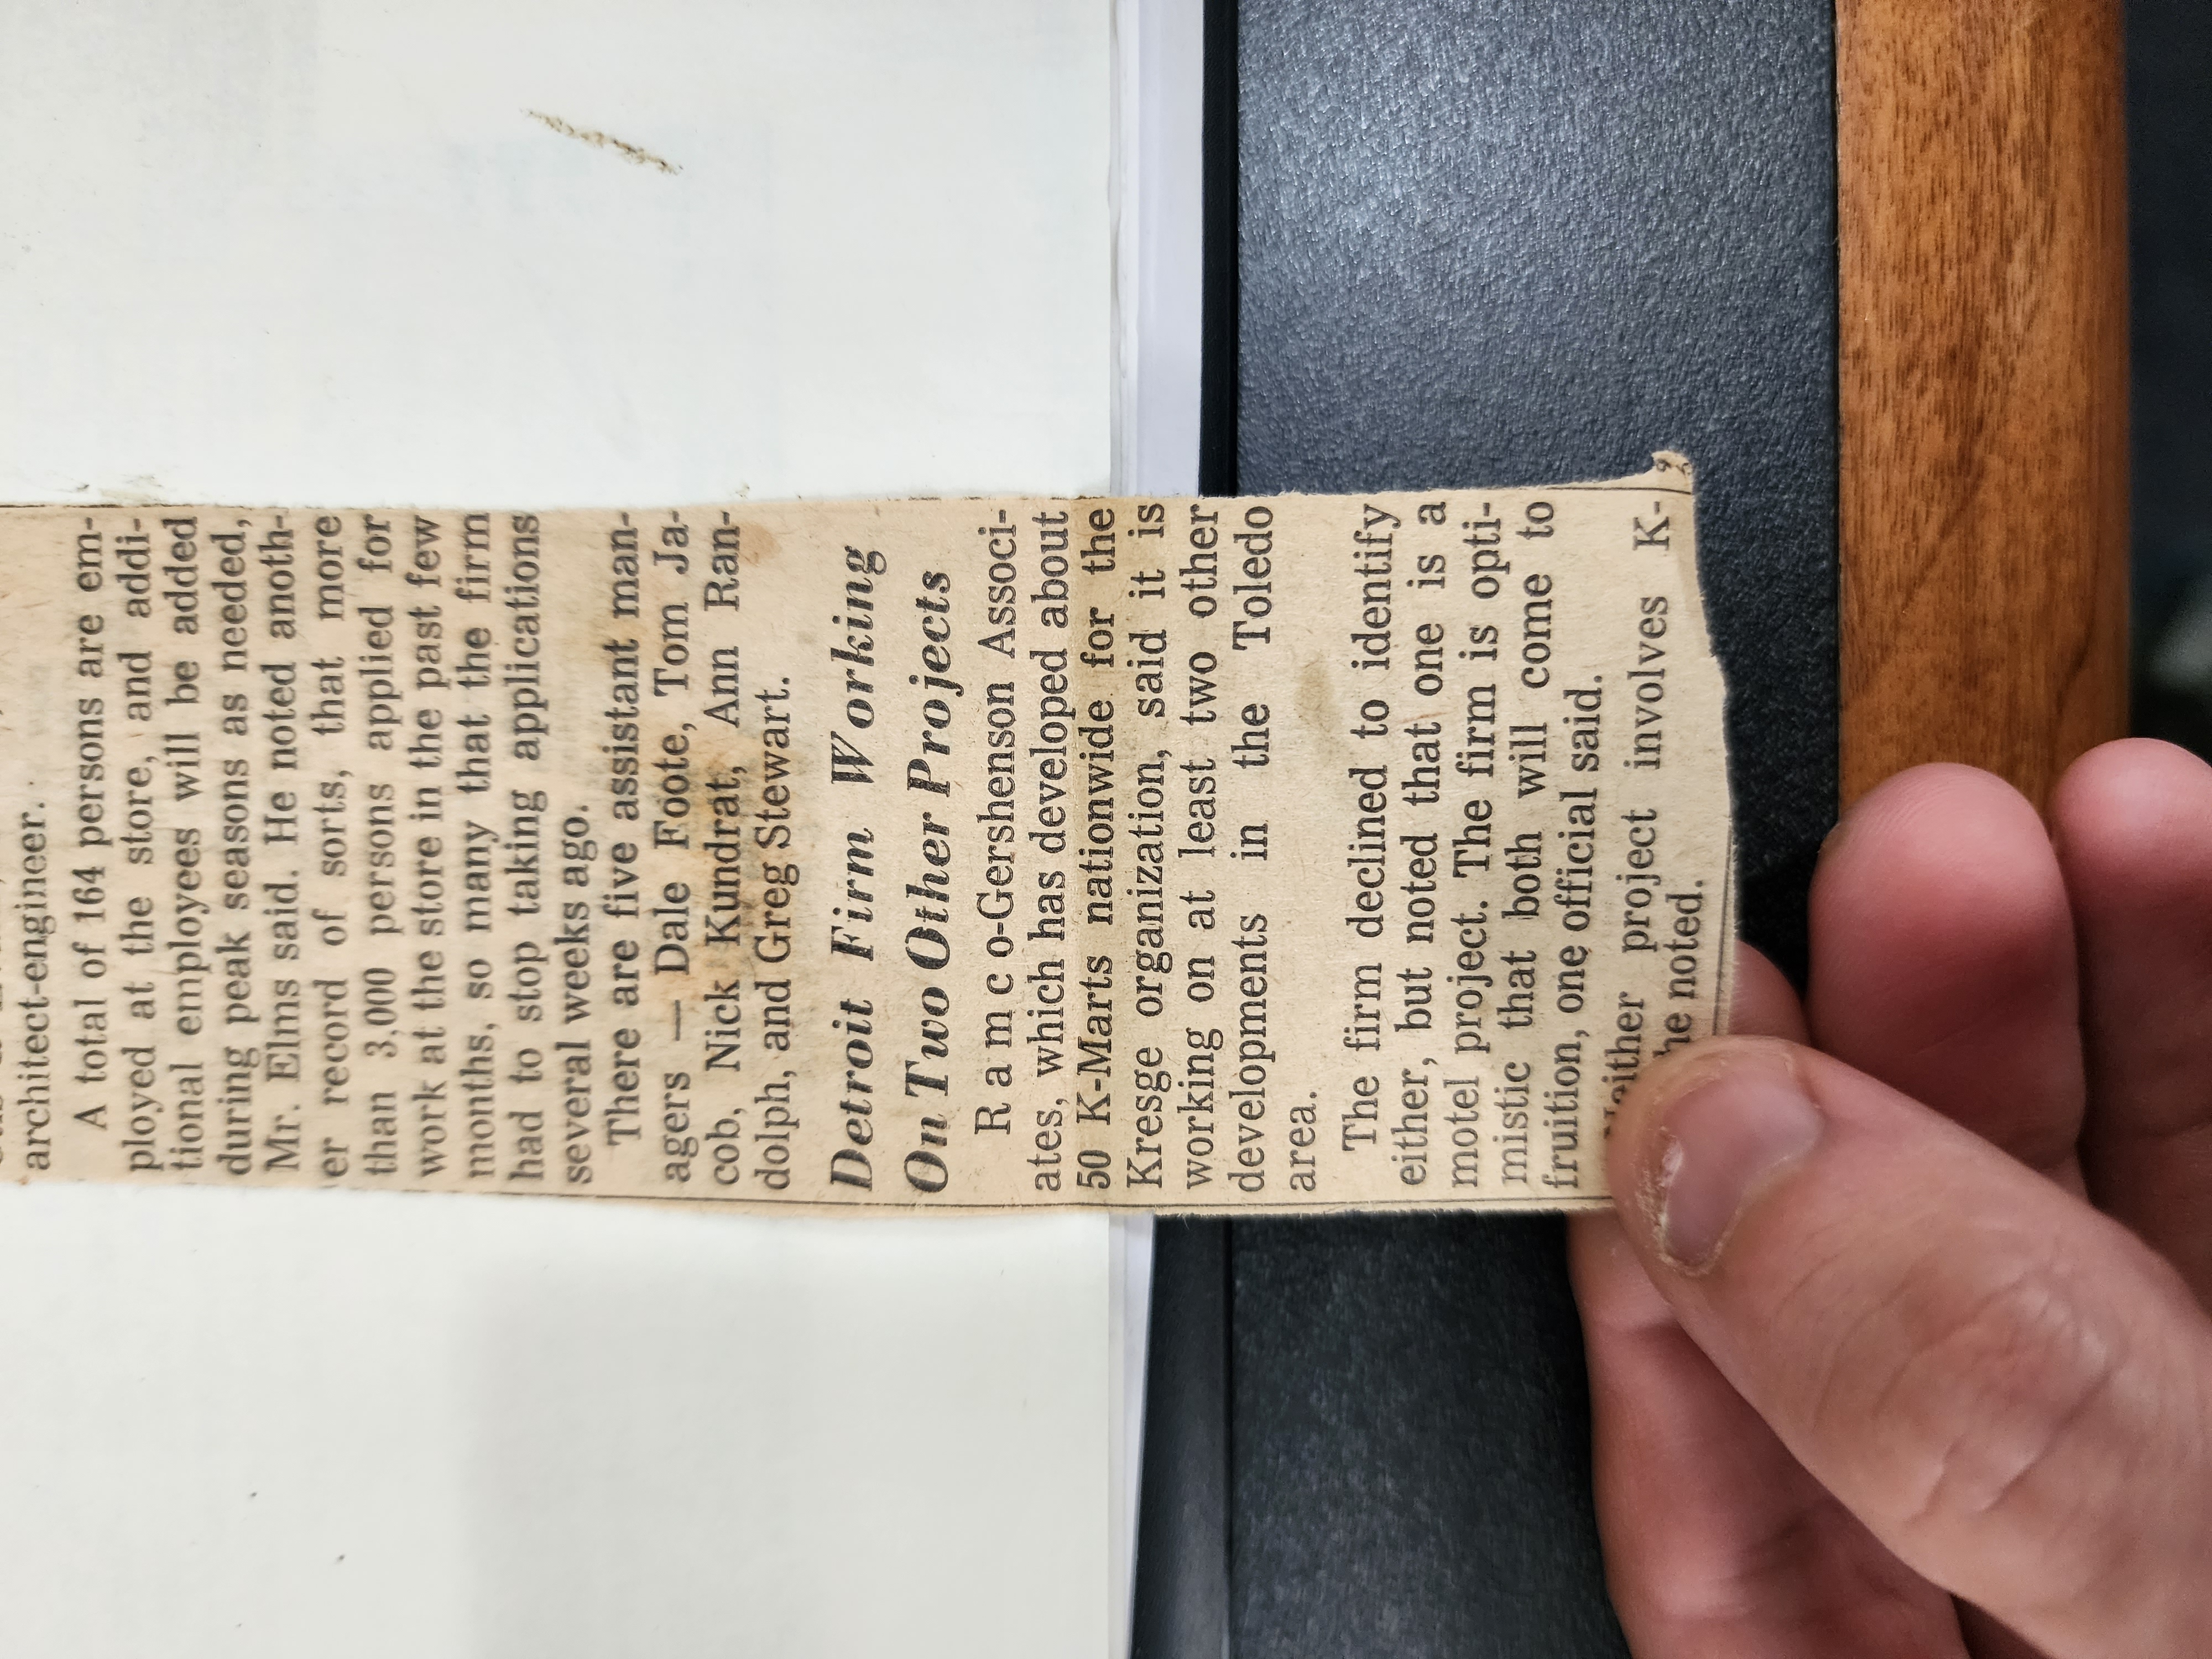 architect-engineer.
A total of 164 persons are em-
ployed at the store, and addi-
tional employees will be added
during peak seasons as needed,
Mr. Elms said. He noted anoth-
er record of sorts, that more
than 3,000 persons applied for
work at the store in the past few
months, so many that the firm
had to stop taking applications
several weeks ago.
There are five assistant man-
agers — Dale Foote, Tom Ja-
cob, Nick Kundrat, Ann Ran-
dolph, and Greg Stewart.
Detroit Firm Working
On Two Other Projects
Ramco-Gershenson Associ-
ates, which has developed about
50 K-Marts nationwide for the
Kresge organization, said it is
working on at least two other
developments in the Toledo
area.
The firm declined to identify
either, but noted that one is a
motel project. The firm is opti-
mistic that both will come to
fruition, one official said.
Neither project involves K-
he noted.